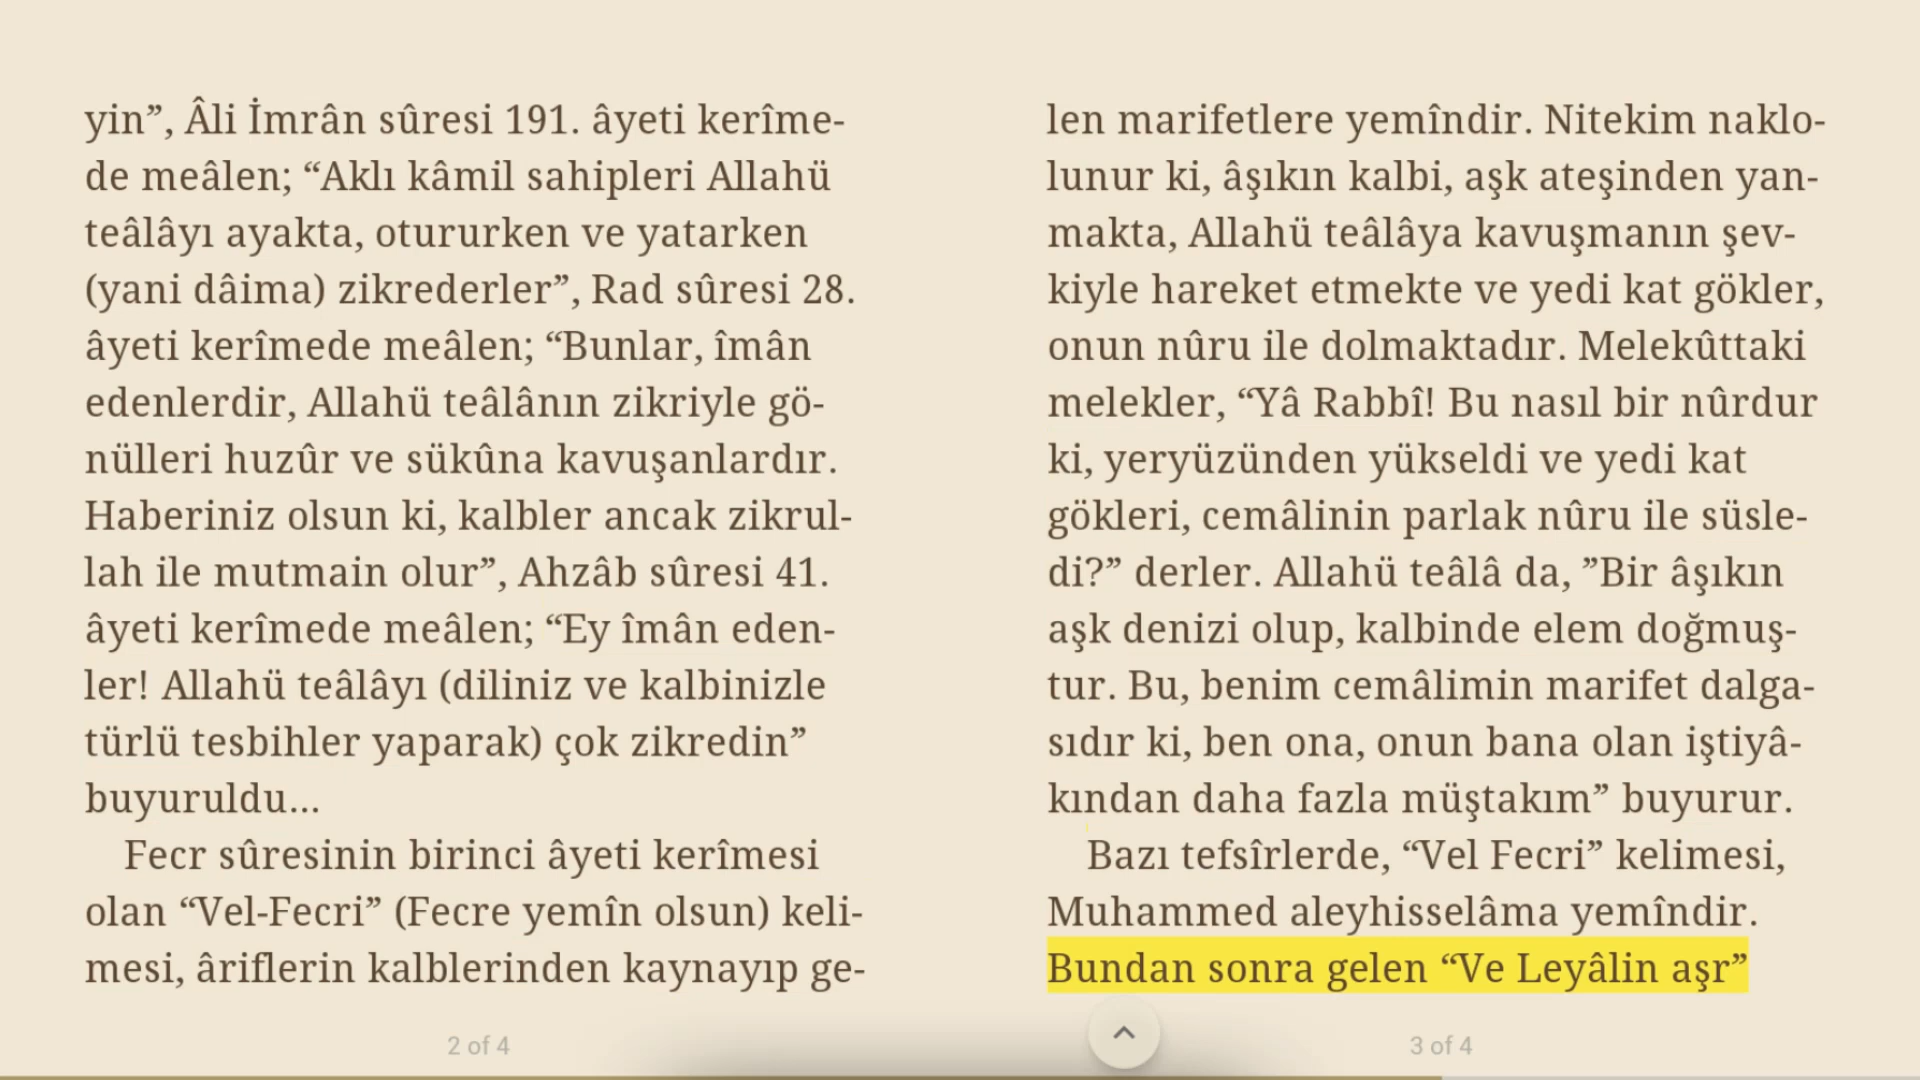 yin”, Âli İmrân sûresi 191. âyeti kerîme-
de meâlen; “Aklı kâmil sahipleri Allahü
teâlâyı ayakta, otururken ve yatarken
(yani dâima) zikrederler”, Rad sûresi 28.
âyeti kerîmede meâlen; “Bunlar, îmân
edenlerdir, Allahü teâlânın zikriyle gö-
nülleri huzûr ve sükûna kavuşanlardır.
Haberiniz olsun ki, kalbler ancak zikrul-
lah ile mutmain olur”, Ahzâb sûresi 41.
âyeti kerîmede meâlen; “Ey îmân eden-
ler! Allahü teâlâyı (diliniz ve kalbinizle
türlü tesbihler yaparak) çok zikredin”
buyuruldu...
Fecr sûresinin birinci âyeti kerîmesi
olan “Vel-Fecri” (Fecre yemîn olsun) keli-
mesi, âriflerin kalblerinden kaynayıp ge-
2 of 4
len marifetlere yemîndir. Nitekim naklo-
lunur ki, âşıkın kalbi, aşk ateşinden yan-
makta, Allahü teâlâya kavuşmanın şev-
kiyle hareket etmekte ve yedi kat gökler,
onun nûru ile dolmaktadır. Melekûttaki
melekler, “Yâ Rabbî! Bu nasıl bir nûrdur
ki, yeryüzünden yükseldi ve yedi kat
gökleri, cemâlinin parlak nûru ile süsle-
di?” derler. Allahü teâlâ da, ”Bir âşıkın
aşk denizi olup, kalbinde elem doğmuş-
tur. Bu, benim cemâlimin marifet dalga-
sıdır ki, ben ona, onun bana olan iştiyâ-
kından daha fazla müştakım” buyurur.
Bazı tefsîrlerde, “Vel Fecri” kelimesi,
Muhammed aleyhisselâma yemîndir.
Bundan sonra gelen “Ve Leyâlin aşr”
3 of 4